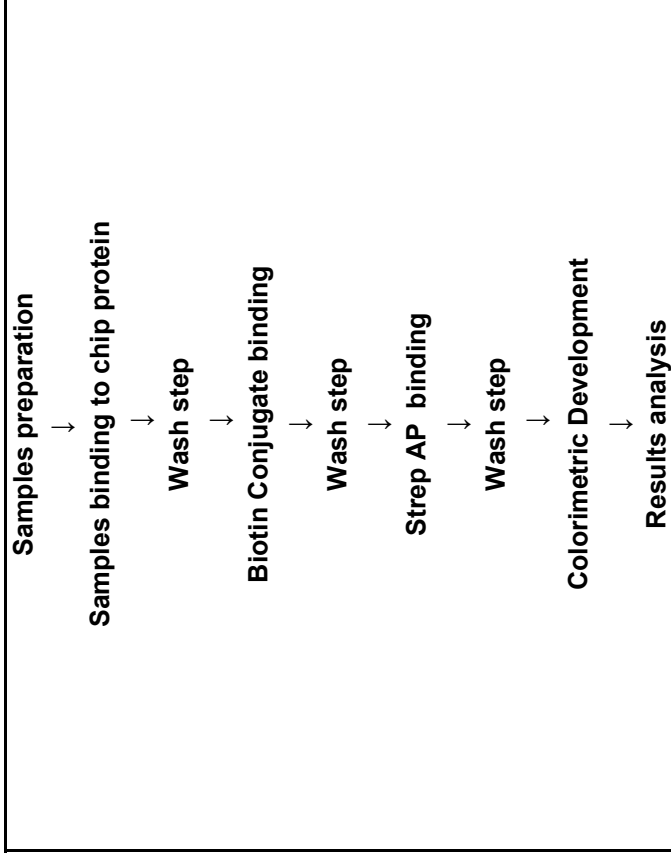 Samples preparation
↓
Samples binding to chip protein
↓
Wash step
↓
Biotin Conjugate binding
↓
Wash step
↓
Strep AP binding
↓
Wash step
↓
Colorimetric Development
↓
Results analysis